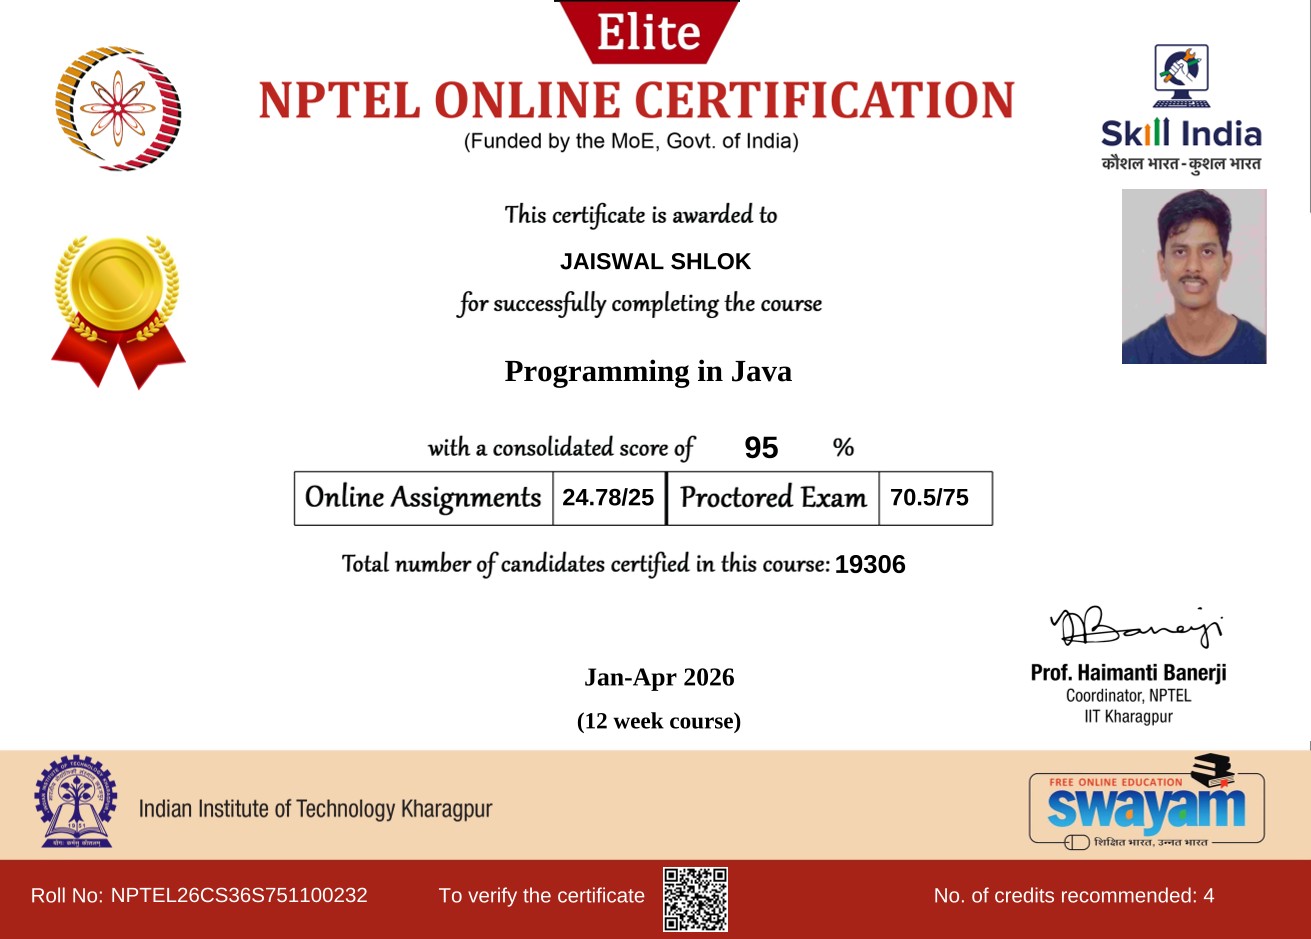 Elite
NPTEL ONLINE CERTIFICATION
(Funded by the MoE, Govt. of India)
Skill India
कौशल भारत - कुशल भारत
This certificate is awarded to
JAISWAL SHLOK
for successfully completing the course
Programming in Java
with a consolidated score of 95 %
Online Assignments 24.78/25 Proctored Exam 70.5/75
Total number of candidates certified in this course: 19306
Prof. Haimanti Banerji
Coordinator, NPTEL
IIT Kharagpur
Jan-Apr 2026
(12 week course)
Indian Institute of Technology Kharagpur
1951
FREE ONLINE EDUCATION
swayam
शिक्षित भारत, उन्नत भारत
Roll No: NPTEL26CS36S751100232 To verify the certificate No. of credits recommended: 4